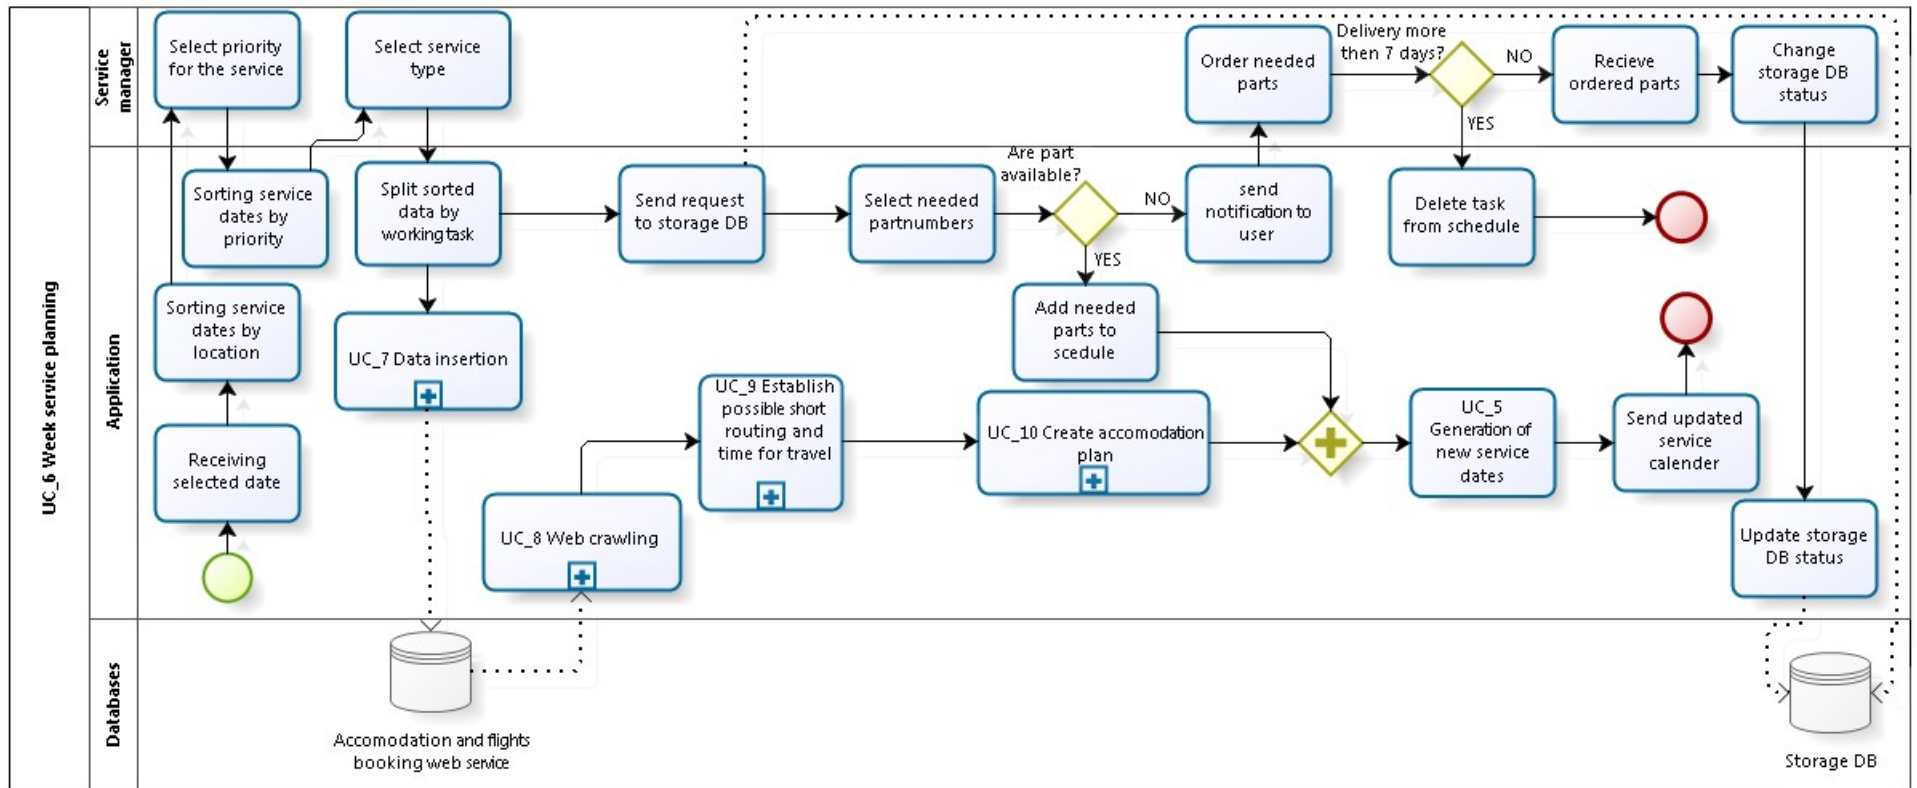 UC_6 Week service planning
Service
manager
Select priority
for the service
Select service
type
Order needed
parts
Delivery more
then 7 days?
NO
YES
Recieve
ordered parts
Change
storage DB
status
Application
Sorting service
dates by
priority
Split sorted
data by
workingtask
Send request
to storage DB
Select needed
partnumbers
Are part
available?
NO
YES
send
notification to
user
Delete task
from schedule
Sorting service
dates by
location
UC_7 Data insertion
Add needed
parts to
scedule
Receiving
selected date
UC_8 Web crawling
UC_9 Establish
possible short
routing and
time for travel
UC_10 Create accomodation
plan
UC_5
Generation of
new service
dates
Send updated
service
calender
Update storage
DB status
Databases
Accomodation and flights
booking web service
Storage DB